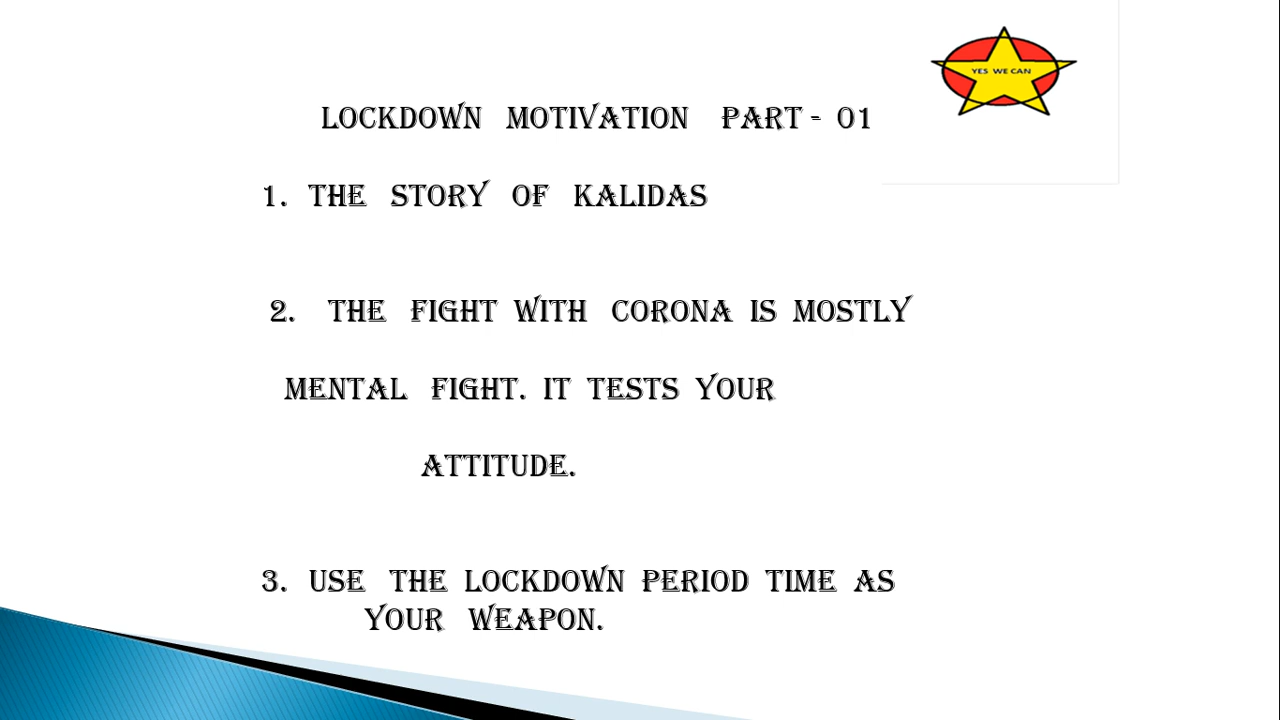 YES WE CAN
LOCKDOWN MOTIVATION PART - 01
1. THE STORY OF KALIDAS
2. THE FIGHT WITH CORONA IS MOSTLY
MENTAL FIGHT. IT TESTS YOUR
ATTITUDE.
3. USE THE LOCKDOWN PERIOD TIME AS
YOUR WEAPON.